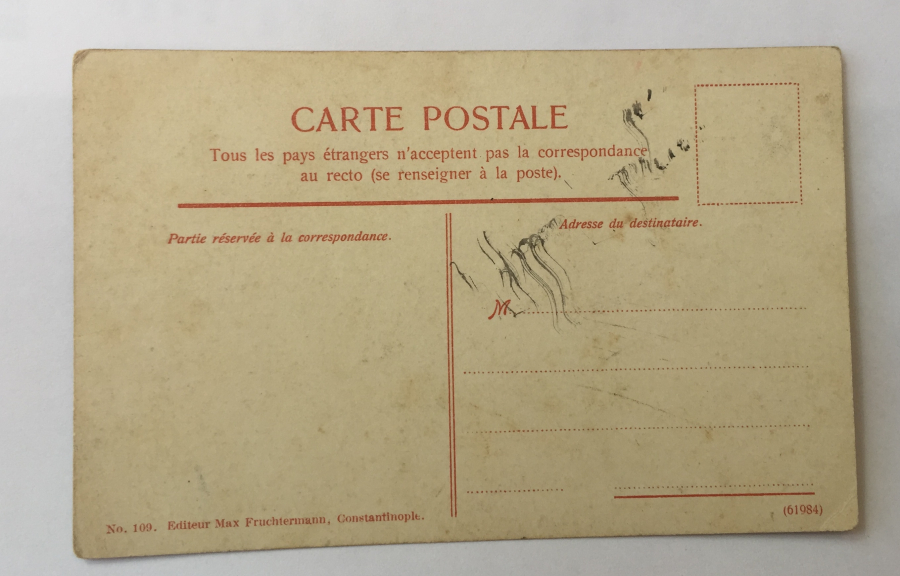 CARTE POSTALE
Tous les pays étrangers n'acceptent pas la correspondance
au recto (se renseigner à la poste).
Partie réservée à la correspondance.
Adresse du destinataire.
M
No. 109. Editeur Max Fruchtermann, Constantinople.
(61984)